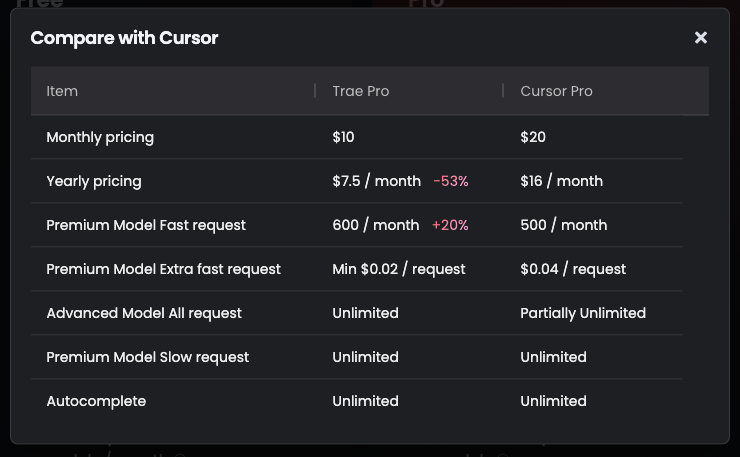 Free Pro
Compare with Cursor ×
Item Trae Pro Cursor Pro
Monthly pricing $10 $20
Yearly pricing $7.5 / month -53% $16 / month
Premium Model Fast request 600 / month +20% 500 / month
Premium Model Extra fast request Min $0.02 / request $0.04 / request
Advanced Model All request Unlimited Partially Unlimited
Premium Model Slow request Unlimited Unlimited
Autocomplete Unlimited Unlimited